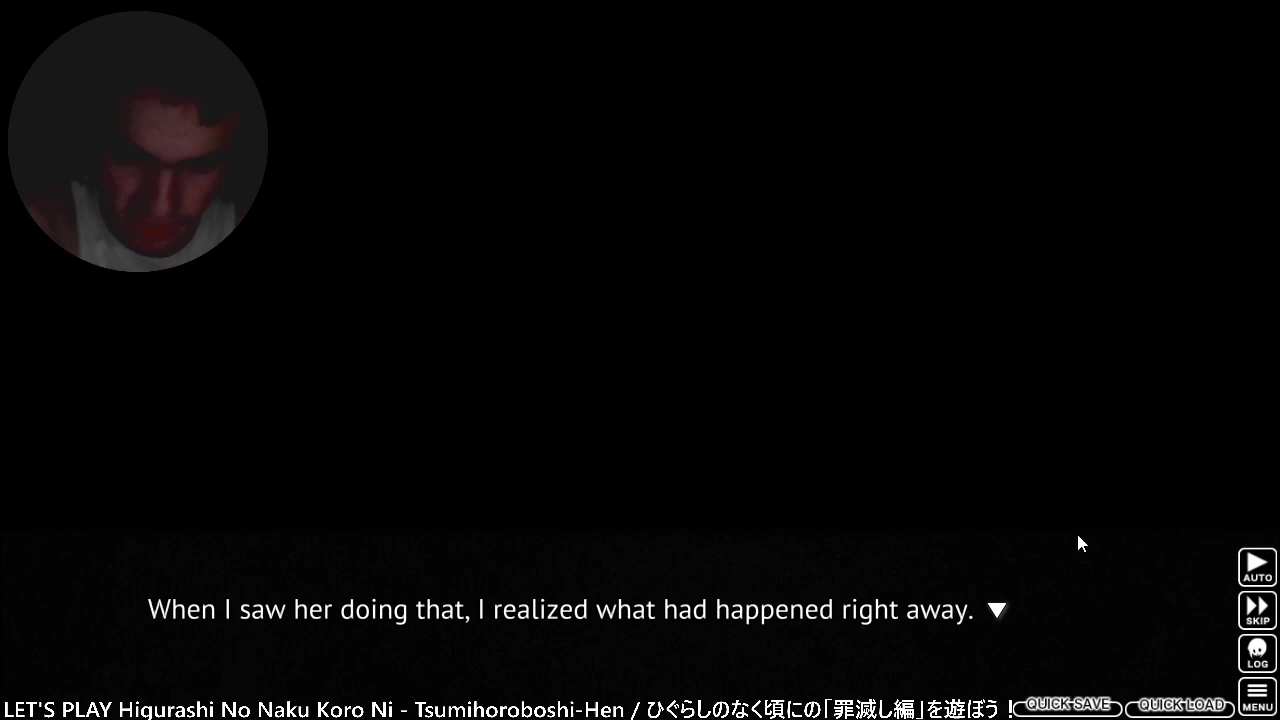 When I saw her doing that, I realized what had happened right away.
AUTO
SKIP
LOG
MENU
QUICK SAVE
QUICK LOAD
LET'S PLAY Higurashi No Naku Koro Ni - Tsumihoroboshi-Hen / ひぐらしのなく頃にの「罪滅し編」を遊ぼう！